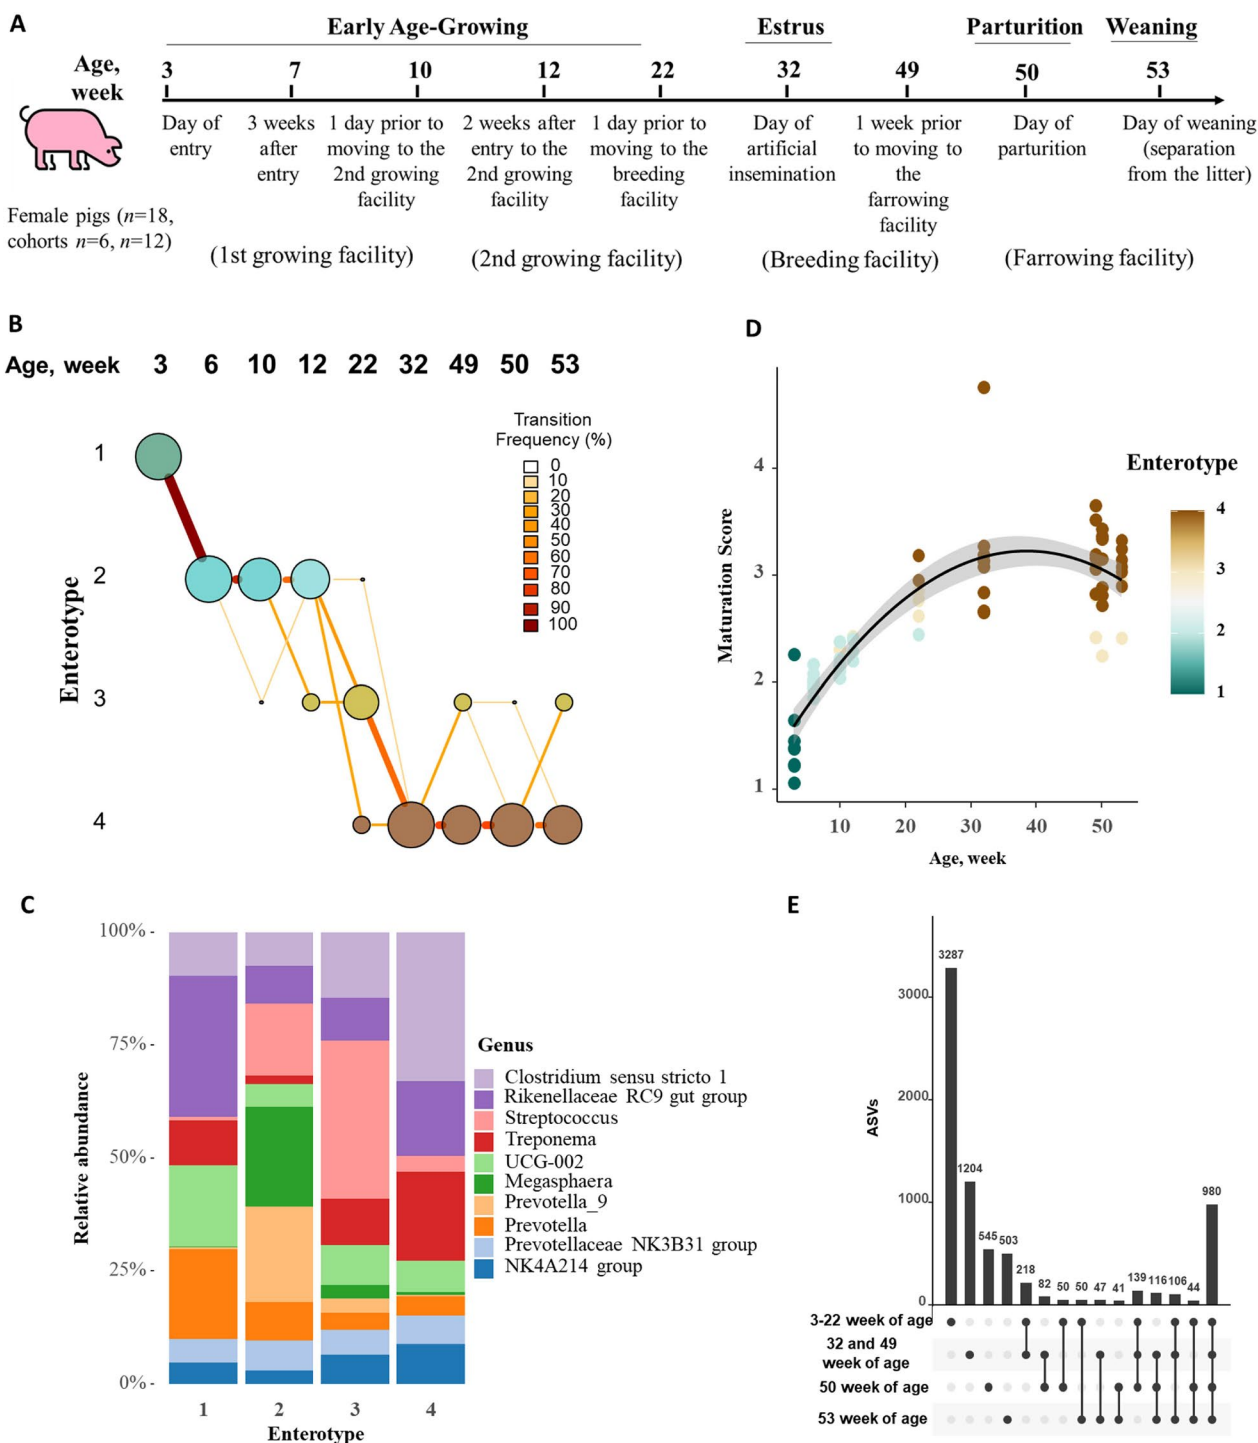 A
Early Age-Growing
Estrus
Parturition
Weaning
Age,
week
3
7
10
12
22
32
49
50
53
Day of
entry
3 weeks
after
entry
1 day prior to
moving to the
2nd growing
facility
2 weeks after
entry to the
2nd growing
facility
1 day prior to
moving to the
breeding
facility
Day of
artificial
insemination
1 week prior
to moving to
the
farrowing
facility
Day of
parturition
Day of weaning
(separation
from the litter)
Female pigs (n=18,
cohorts n=6, n=12)
(1st growing facility)
(2nd growing facility)
(Breeding facility)
(Farrowing facility)
B
Age, week 3 6 10 12 22 32 49 50 53
Enterotype
1
2
3
4
Transition
Frequency (%)
0
10
20
30
40
50
60
70
80
90
100
D
Maturation Score
4
3
2
1
10
20
30
40
50
Age, week
Enterotype
4
3
2
1
C
Relative abundance
100%
75%
50%
25%
0%
1
2
3
4
Enterotype
Genus
Clostridium sensu stricto 1
Rikenellaceae RC9 gut group
Streptococcus
Treponema
UCG-002
Megasphaera
Prevotella_9
Prevotella
Prevotellaceae NK3B31 group
NK4A214 group
E
ASVs
3000
2000
1000
0
3287
1204
545
503
218
82
50
50
47
41
139
116
106
44
980
3-22 week of age
32 and 49
week of age
50 week of age
53 week of age